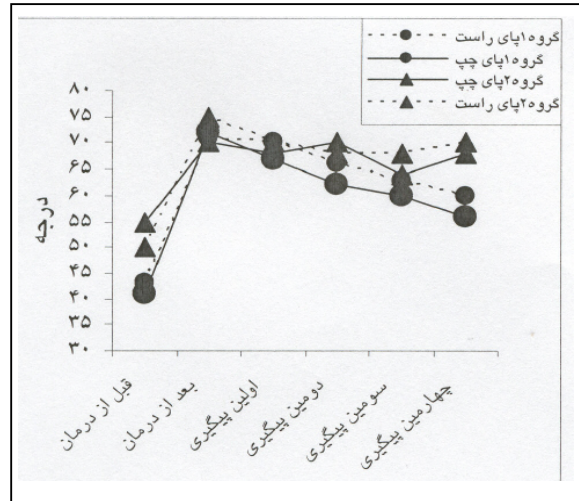 گروه۱پای راست
گروه۱پای چپ
گروه۲پای چپ
گروه۲پای راست
۸۰
۷۵
۷۰
۶۵
۶۰
۵۵
۵۰
۴۵
۴۰
۳۵
۳۰
درجه
قبل از درمان
بعد از درمان
اولین پیگیری
دومین پیگیری
سومین پیگیری
چهارمین پیگیری